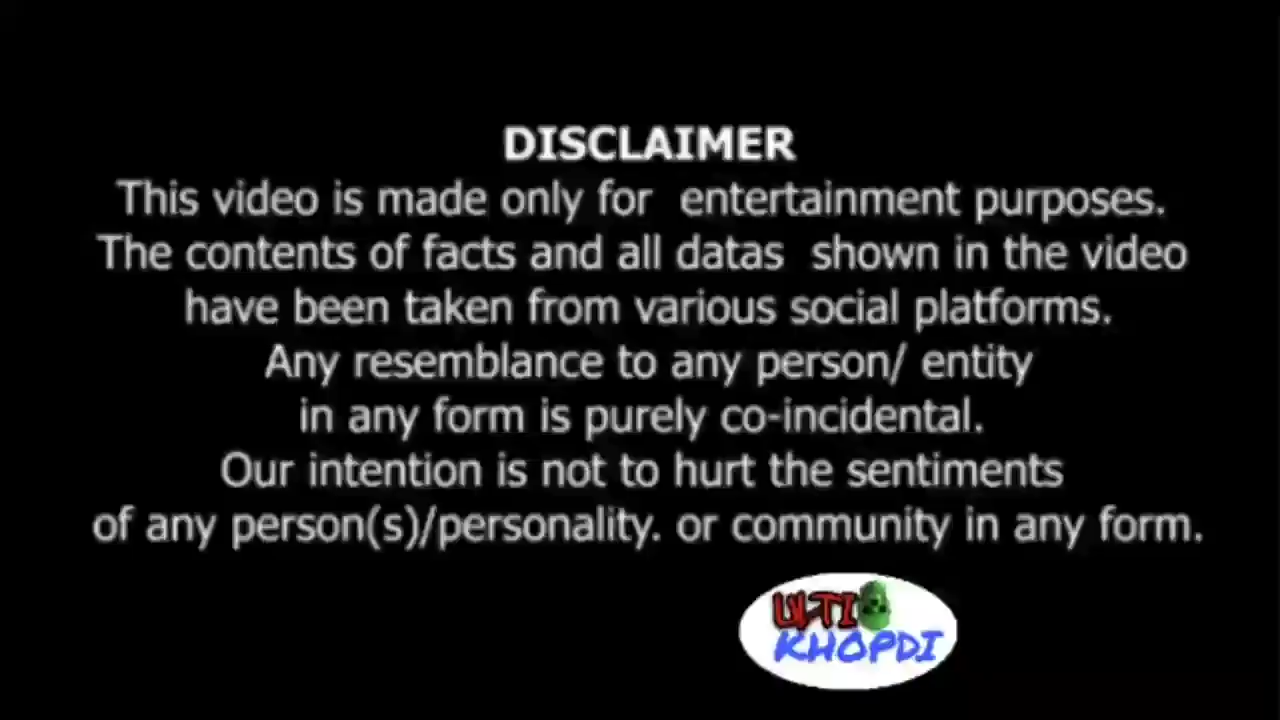 DISCLAIMER
This video is made only for entertainment purposes.
The contents of facts and all datas shown in the video
have been taken from various social platforms.
Any resemblance to any person/ entity
in any form is purely co-incidental.
Our intention is not to hurt the sentiments
of any person(s)/personality. or community in any form.
ULTI
KHOPDI